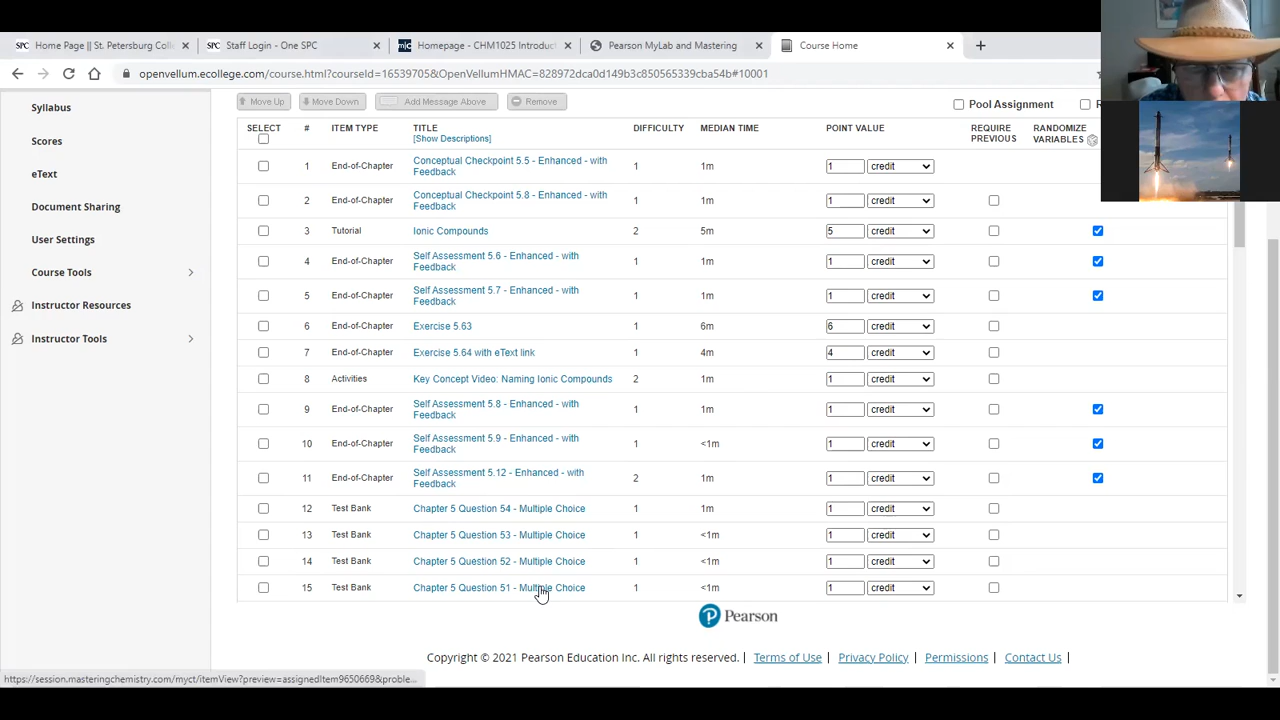 Home Page || St. Petersburg Coll
Staff Login - One SPC
Homepage - CHM1025 Introduct
Pearson MyLab and Mastering
Course Home
openvellum.ecollege.com/course.html?courseId=16539705&OpenVellumHMAC=828972dca0d149b3c850565339cba54b#10001
Syllabus
Scores
eText
Document Sharing
User Settings
Course Tools
Instructor Resources
Instructor Tools
Move Up
Move Down
Add Message Above
Remove
Pool Assignment
SELECT # ITEM TYPE TITLE DIFFICULTY MEDIAN TIME POINT VALUE REQUIRE PREVIOUS RANDOMIZE VARIABLES
[Show Descriptions]
1 End-of-Chapter Conceptual Checkpoint 5.5 - Enhanced - with 1 1m 1 credit
Feedback
2 End-of-Chapter Conceptual Checkpoint 5.8 - Enhanced - with 1 1m 1 credit
Feedback
3 Tutorial Ionic Compounds 2 5m 5 credit
4 End-of-Chapter Self Assessment 5.6 - Enhanced - with 1 1m 1 credit
Feedback
5 End-of-Chapter Self Assessment 5.7 - Enhanced - with 1 1m 1 credit
Feedback
6 End-of-Chapter Exercise 5.63 1 6m 6 credit
7 End-of-Chapter Exercise 5.64 with eText link 1 4m 4 credit
8 Activities Key Concept Video: Naming Ionic Compounds 2 1m 1 credit
9 End-of-Chapter Self Assessment 5.8 - Enhanced - with 1 1m 1 credit
Feedback
10 End-of-Chapter Self Assessment 5.9 - Enhanced - with 1 <1m 1 credit
Feedback
11 End-of-Chapter Self Assessment 5.12 - Enhanced - with 2 1m 1 credit
Feedback
12 Test Bank Chapter 5 Question 54 - Multiple Choice 1 1m 1 credit
13 Test Bank Chapter 5 Question 53 - Multiple Choice 1 <1m 1 credit
14 Test Bank Chapter 5 Question 52 - Multiple Choice 1 <1m 1 credit
15 Test Bank Chapter 5 Question 51 - Multiple Choice 1 <1m 1 credit
Pearson
Copyright © 2021 Pearson Education Inc. All rights reserved. | Terms of Use | Privacy Policy | Permissions | Contact Us |
https://session.masteringchemistry.com/myct/itemView?preview=assignedItem9650669&proble...